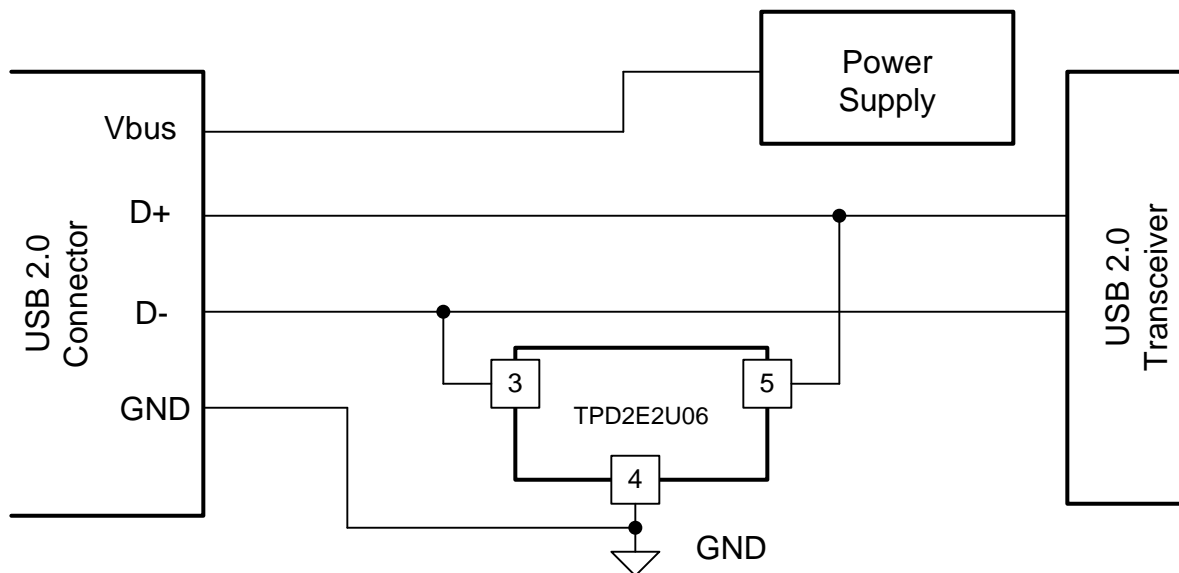 Power
Supply
Vbus
D+
D-
GND
USB 2.0
Connector
USB 2.0
Transceiver
3
5
TPD2E2U06
4
GND